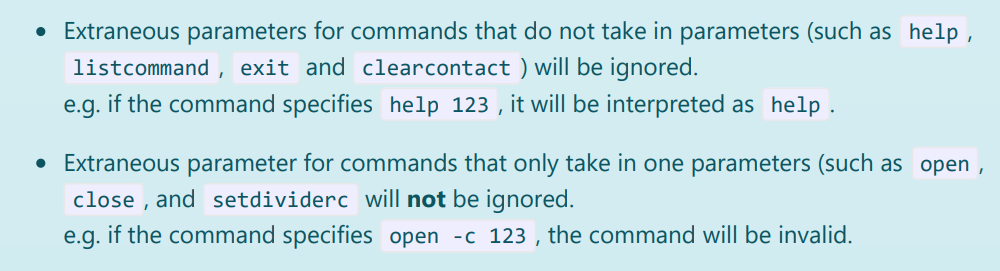 • Extraneous parameters for commands that do not take in parameters (such as help ,
listcommand , exit and clearcontact ) will be ignored.
e.g. if the command specifies help 123 , it will be interpreted as help .
• Extraneous parameter for commands that only take in one parameters (such as open ,
close , and setdividerc will not be ignored.
e.g. if the command specifies open -c 123 , the command will be invalid.